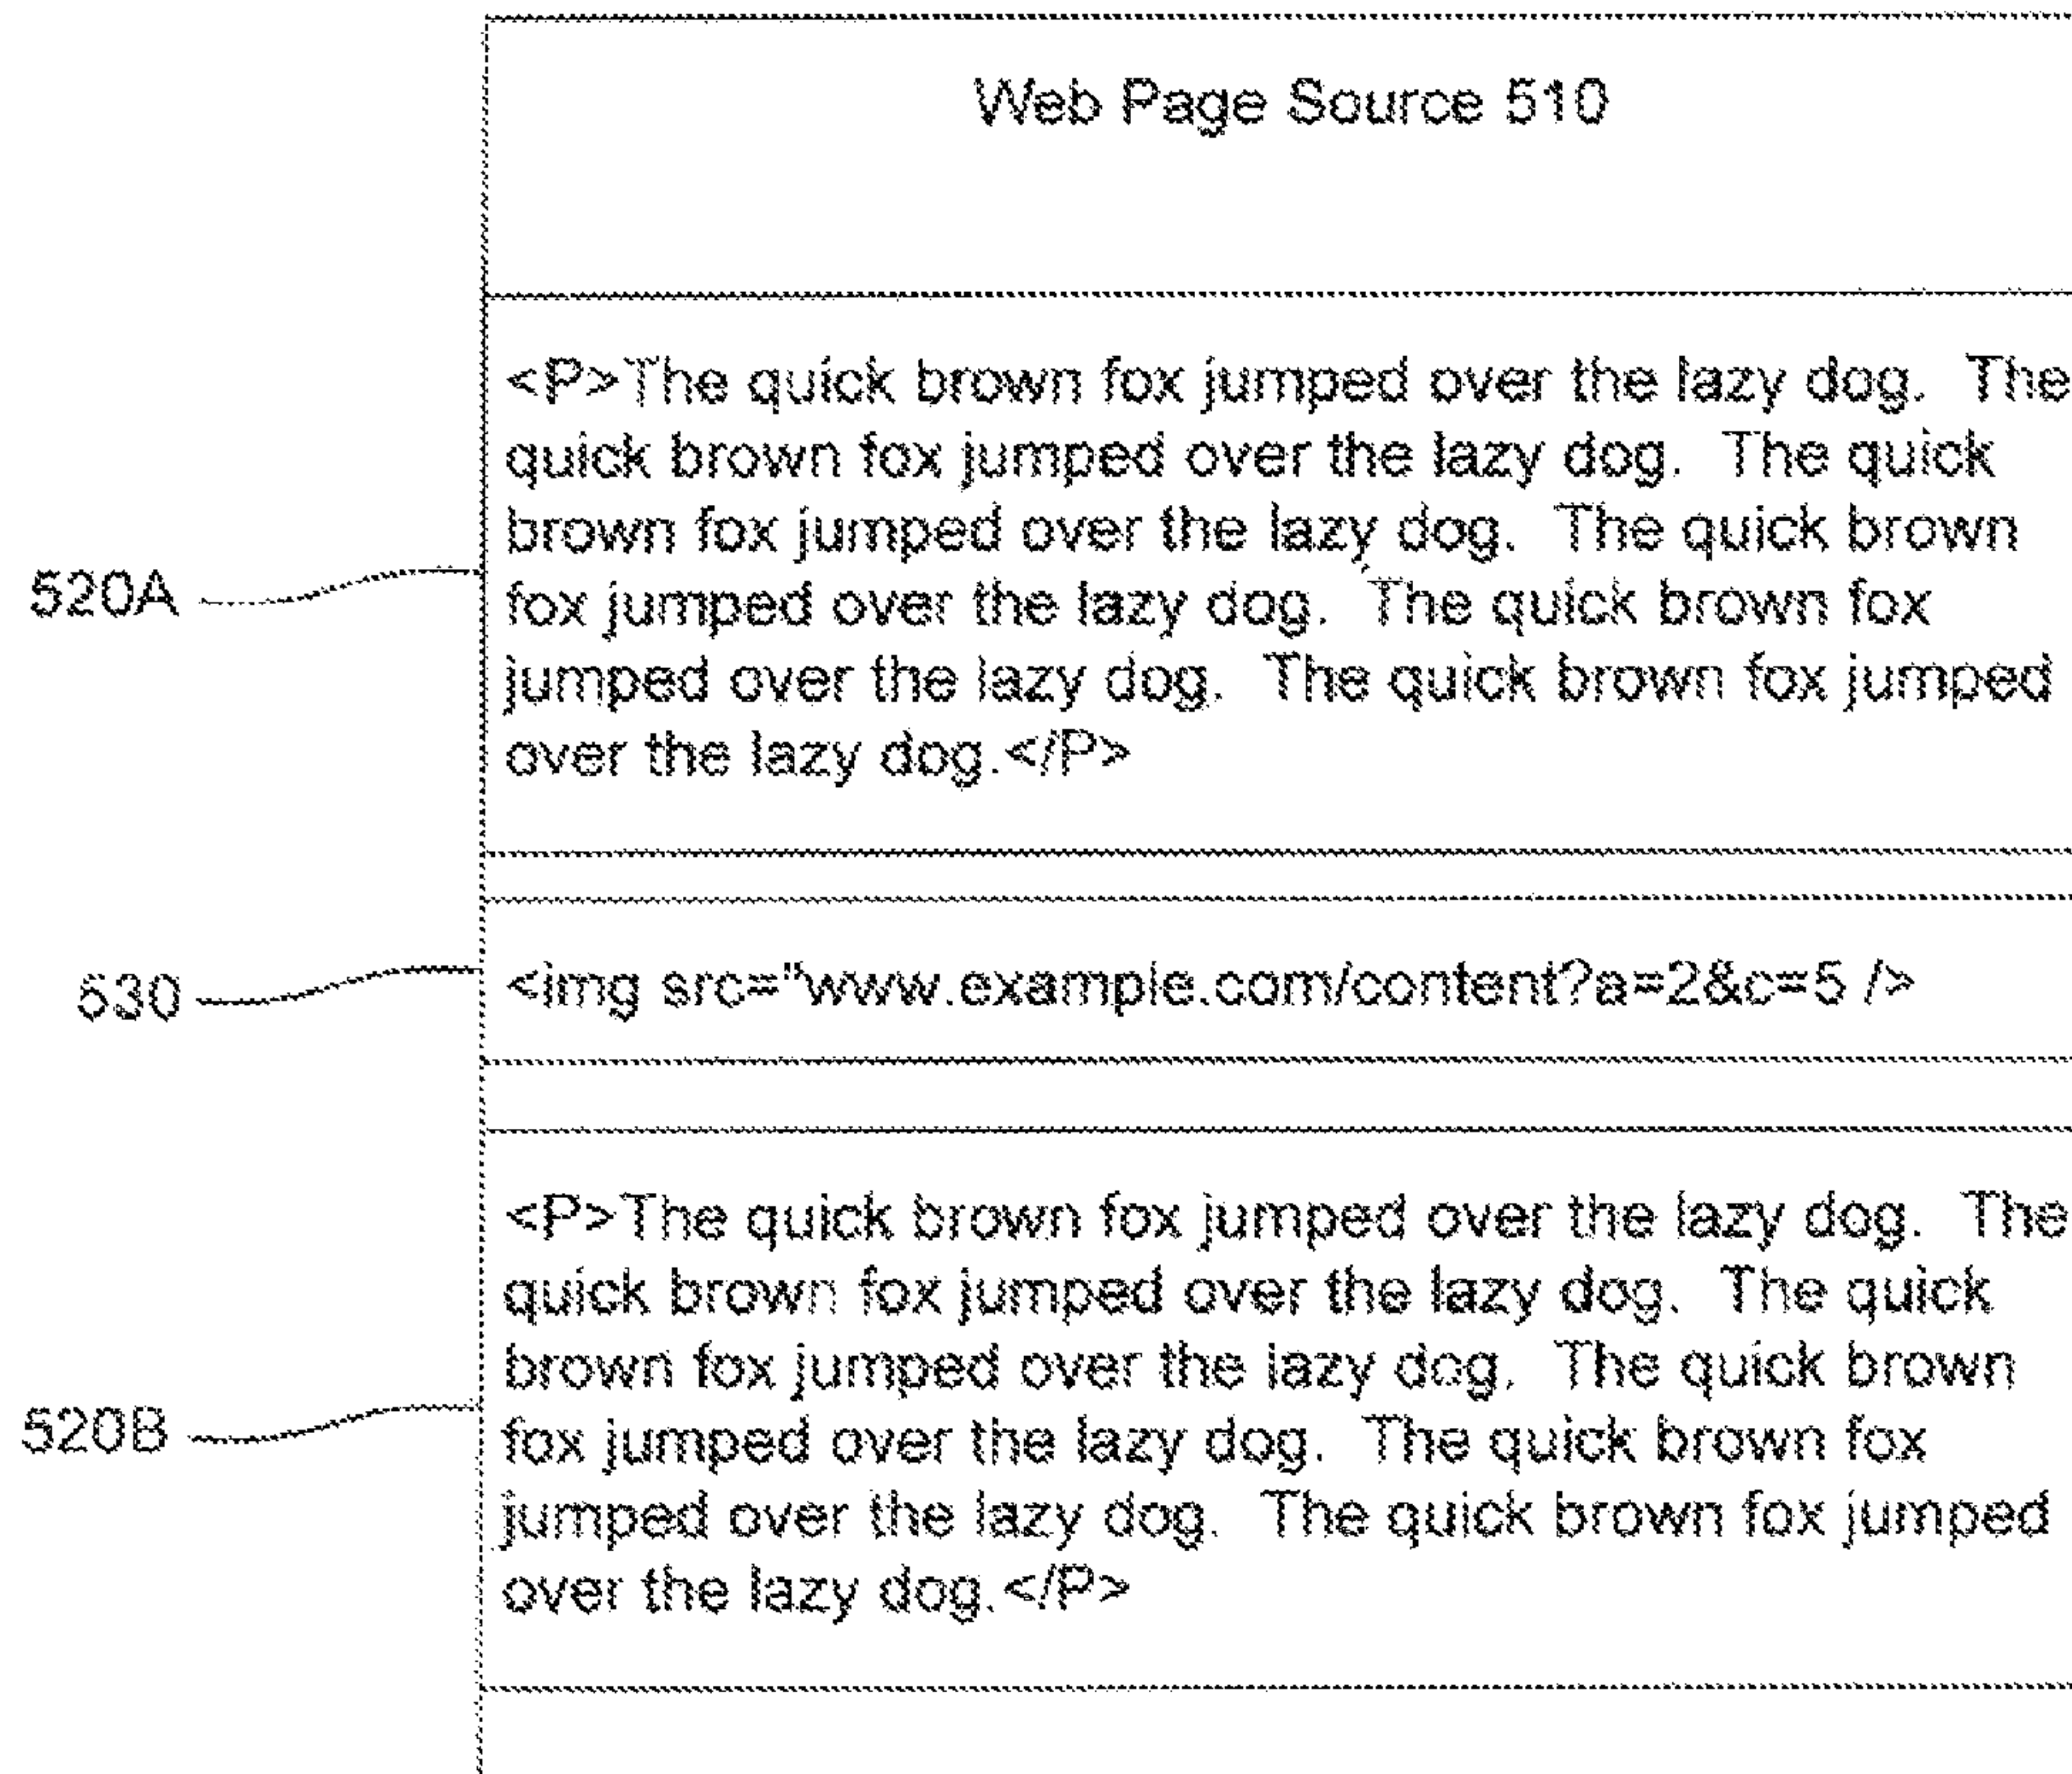 Web Page Source 510
<P>The quick brown fox jumped over the lazy dog. The
quick brown fox jumped over the lazy dog. The quick
brown fox jumped over the lazy dog. The quick brown
520A
fox jumped over the lazy dog. The quick brown fox
jumped over the lazy dog. The quick brown fox jumped
over the lazy dog.</P>
530
<img src="www.example.com/content?a=2&c=5 />
<P>The quick brown fox jumped over the lazy dog. The
quick brown fox jumped over the lazy dog. The quick
brown fox jumped over the lazy dog. The quick brown
520B
fox jumped over the lazy dog. The quick brown fox
jumped over the lazy dog. The quick brown fox jumped
over the lazy dog.</P>